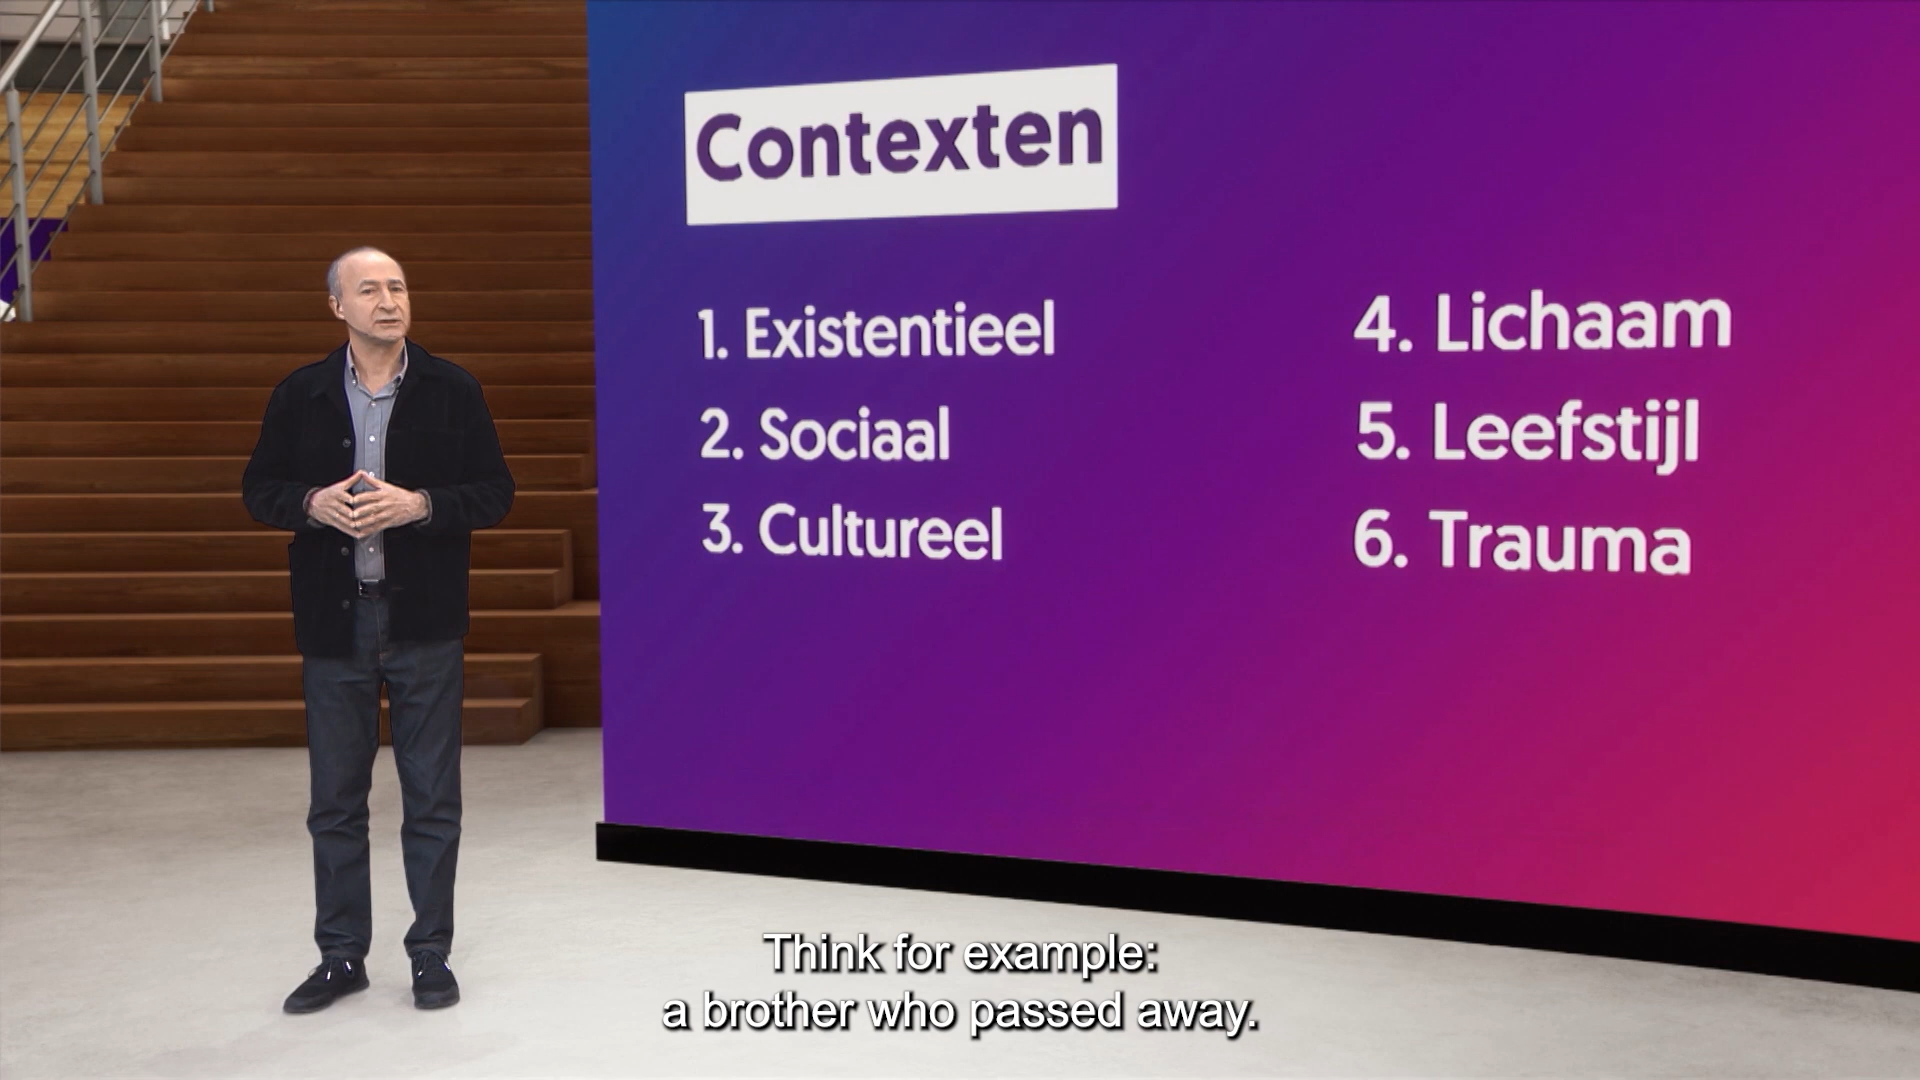 Contexten
1. Existentieel
2. Sociaal
3. Cultureel
4. Lichaam
5. Leefstijl
6. Trauma
Think for example:
a brother who passed away.